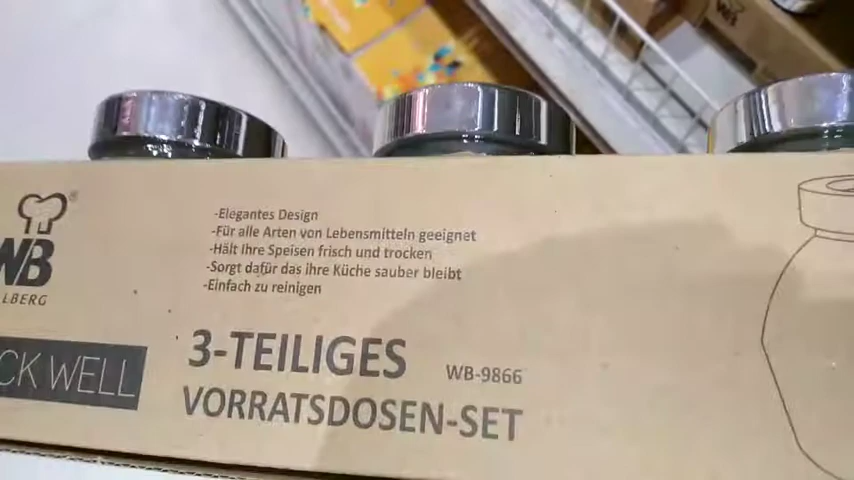 -Elegantes Design
-Für alle Arten von Lebensmitteln geeignet
-Hält Ihre Speisen frisch und trocken
-Sorgt dafür das Ihre Küche sauber bleibt
-Einfach zu reinigen
®
WB
LBERG
CK WELL
3-TEILIGES
WB-9866
VORRATSDOSEN-SET